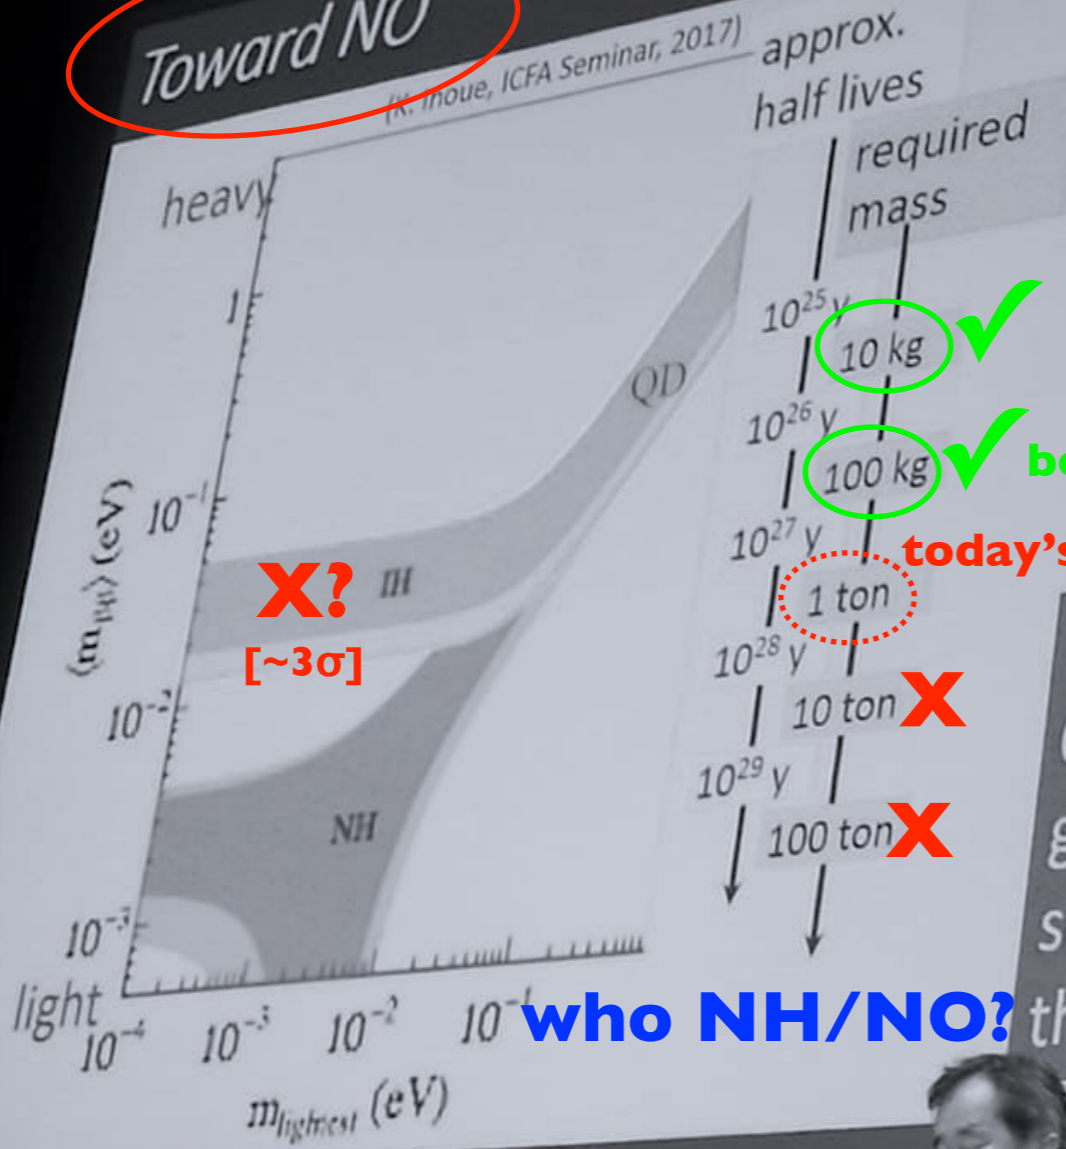 Toward NO
(K. Inoue, ICFA Seminar, 2017)
approx.
half lives
required
mass
heavy
1
10⁻¹
10⁻²
10⁻³
light
⟨mββ⟩ (eV)
QD
IH
NH
X?
[~3σ]
10²⁵ y
10 kg ✓
10²⁶ y
100 kg ✓
10²⁷ y
today's
1 ton
10²⁸ y
10 ton X
10²⁹ y
100 ton X
10⁻⁴ 10⁻³ 10⁻² 10⁻¹
who NH/NO?
m_lightest (eV)